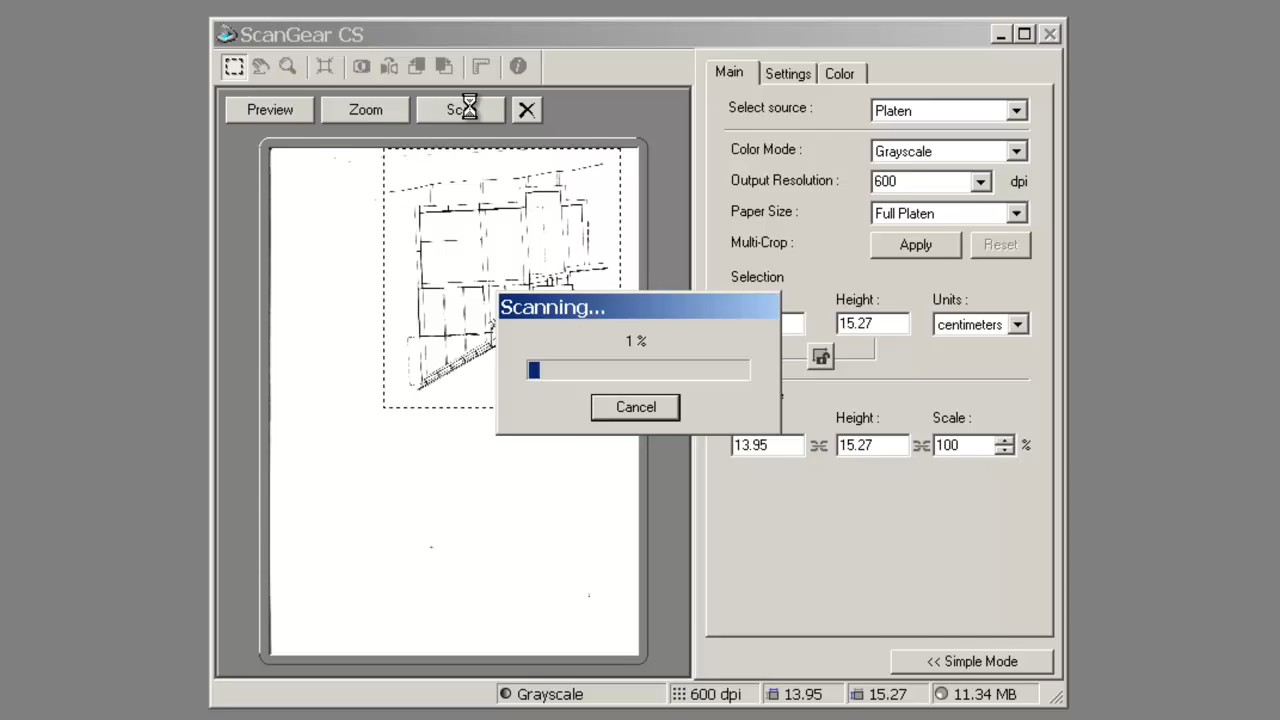 ScanGear CS
Preview Zoom
Main Settings Color
Select source : Platen
Color Mode : Grayscale
Output Resolution : 600 dpi
Paper Size : Full Platen
Multi-Crop : Apply Reset
Selection
Height : Units :
15.27 centimeters
Scanning...
1 %
Cancel
Height : Scale :
13.95 15.27 100 %
<< Simple Mode
Grayscale 600 dpi 13.95 15.27 11.34 MB